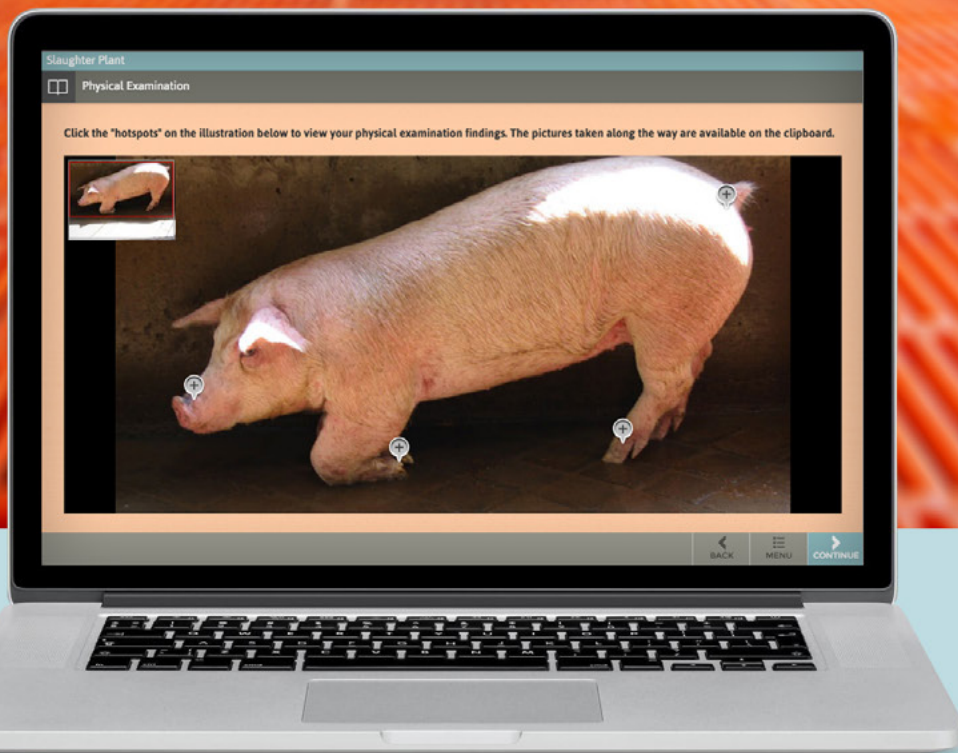 Slaughter Plant
Physical Examination
Click the "hotspots" on the illustration below to view your physical examination findings. The pictures taken along the way are available on the clipboard.
BACK
MENU
CONTINUE